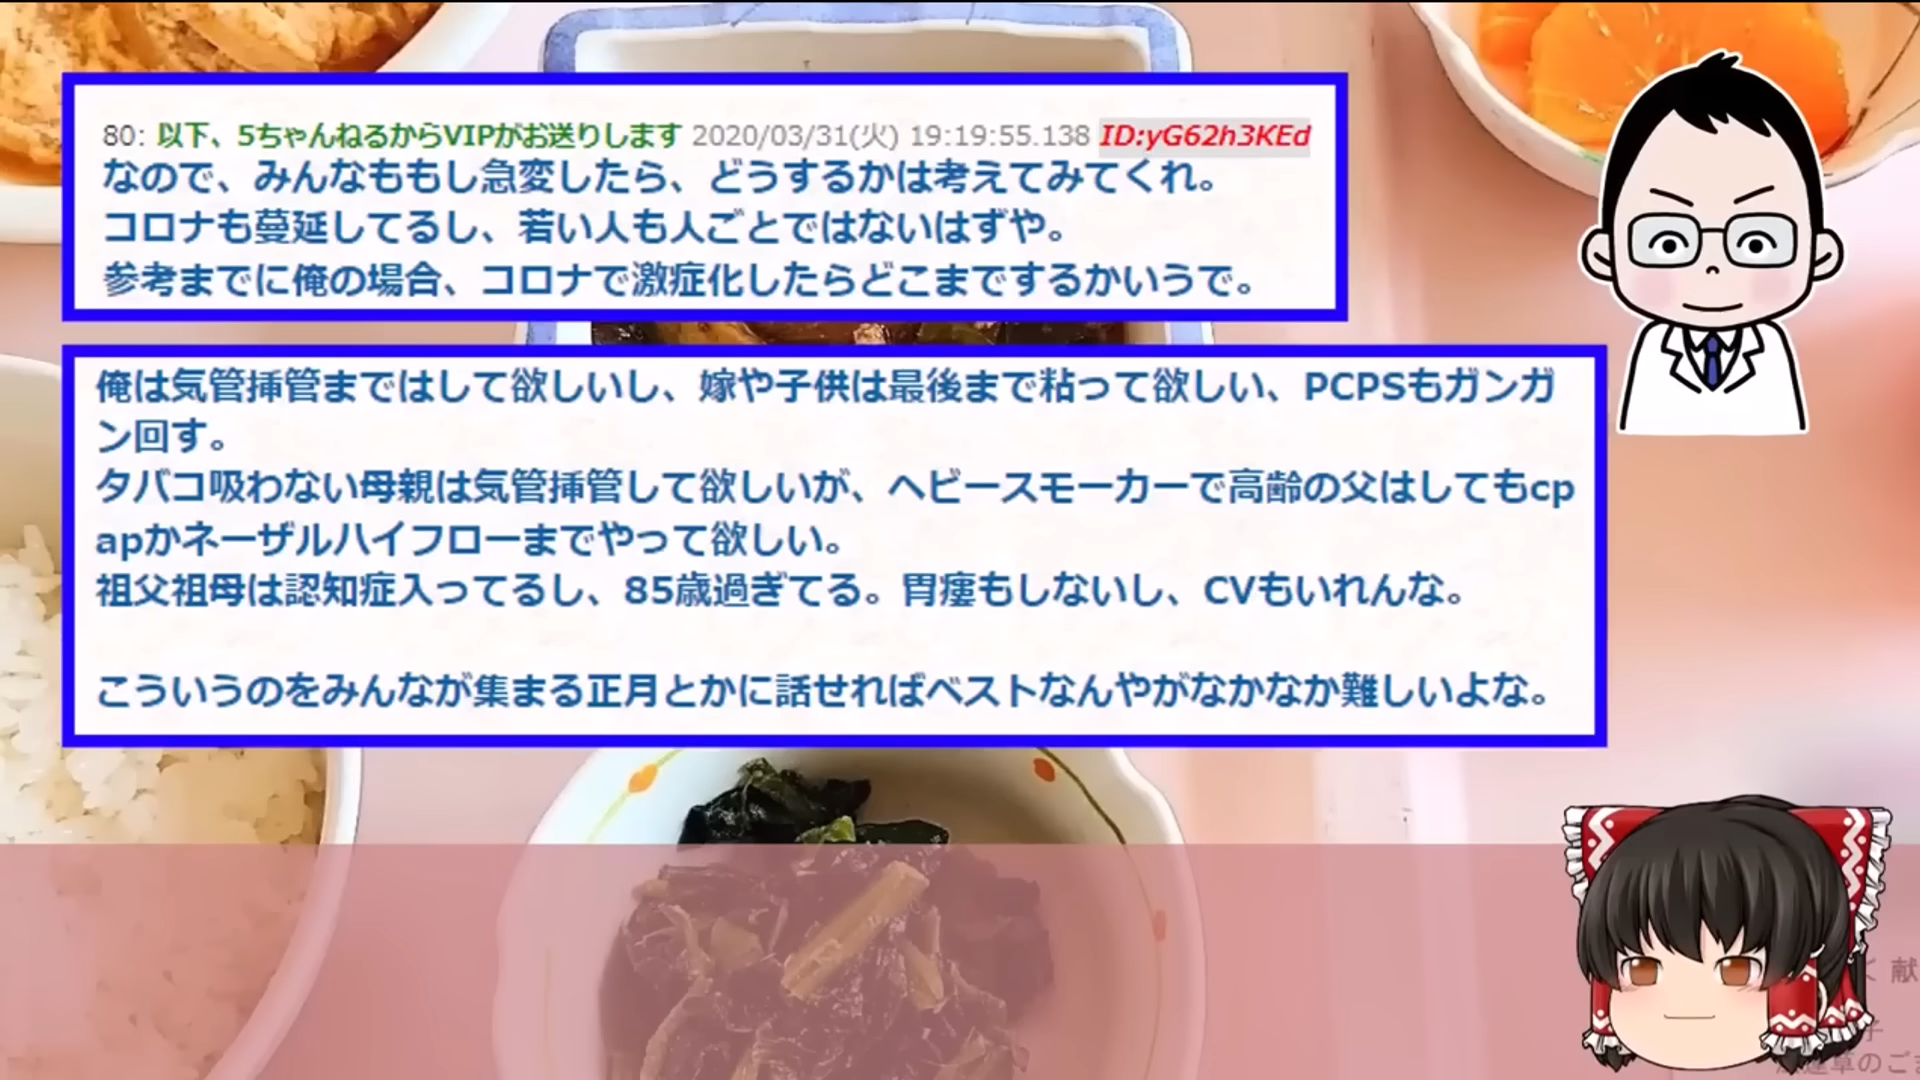 80: 以下、5ちゃんねるからVIPがお送りします 2020/03/31(火) 19:19:55.138 ID:yG62h3KEd
なので、みんなももし急変したら、どうするかは考えてみてくれ。
コロナも蔓延してるし、若い人も人ごとではないはずや。
参考までに俺の場合、コロナで激症化したらどこまでするかいうで。
俺は気管挿管まではして欲しいし、嫁や子供は最後まで粘って欲しい、PCPSもガンガ
ン回す。
タバコ吸わない母親は気管挿管して欲しいが、ヘビースモーカーで高齢の父はしてもcp
apかネーザルハイフローまでやって欲しい。
祖父祖母は認知症入ってるし、85歳過ぎてる。胃瘻もしないし、CVもいれんな。
こういうのをみんなが集まる正月とかに話せればベストなんやがなかなか難しいよな。
献
草のごま